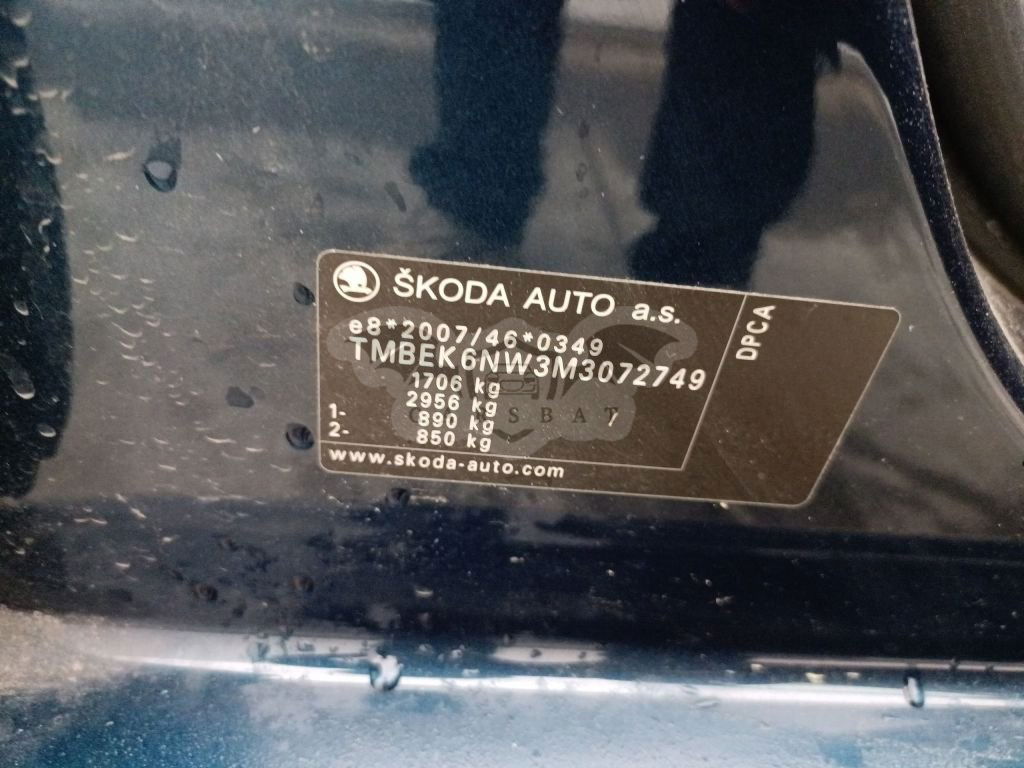 ŠKODA AUTO a.s.
e8*2007/46*0349
TMBEK6NW3M3072749
1706 kg
2956 kg
1- 890 kg
2- 850 kg
www.skoda-auto.com
DPCA